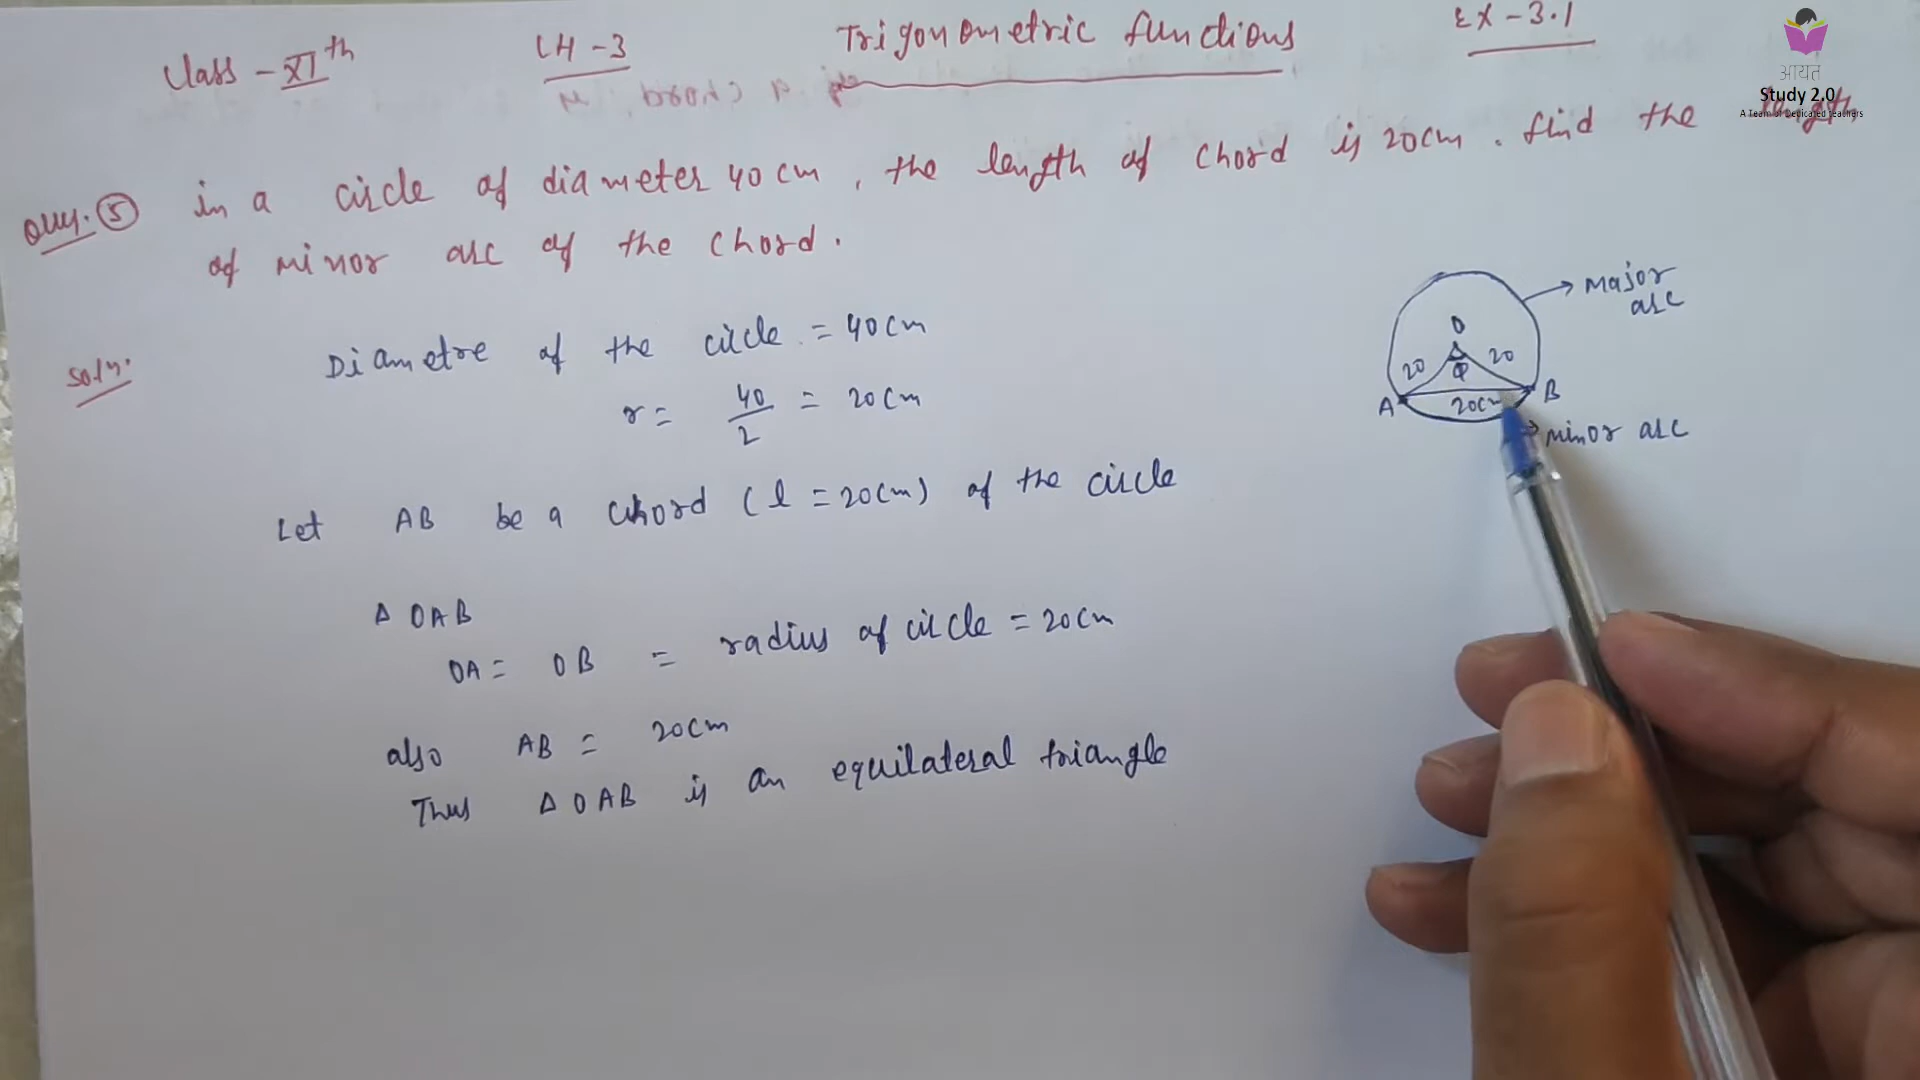 Class - XIth CH-3 Trigonometric functions Ex-3.1
आयत
Study 2.0
A Team of Dedicated teachers
Ques. 5 in a circle of diameter 40 cm, the length of chord is 20cm. find the length
of minor arc of the chord.
Soln. Diametre of the circle = 40cm
r = 40/2 = 20cm
Let AB be a chord (l = 20cm) of the circle
Δ OAB
OA = OB = radius of circle = 20cm
also AB = 20cm
Thus Δ OAB is an equilateral triangle
Major
arc
O
20 θ 20
A 20cm B
minor arc